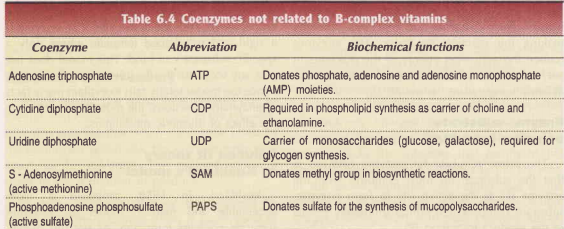 Table 6.4 Coenzymes not related to B-complex vitamins
Coenzyme Abbreviation Biochemical functions
Adenosine triphosphate ATP Donates phosphate, adenosine and adenosine monophosphate
(AMP) moieties.
Cytidine diphosphate CDP Required in phospholipid synthesis as carrier of choline and
ethanolamine.
Uridine diphosphate UDP Carrier of monosaccharides (glucose, galactose), required for
glycogen synthesis.
S - Adenosylmethionine SAM Donates methyl group in biosynthetic reactions.
(active methionine)
Phosphoadenosine phosphosulfate PAPS Donates sulfate for the synthesis of mucopolysaccharides.
(active sulfate)